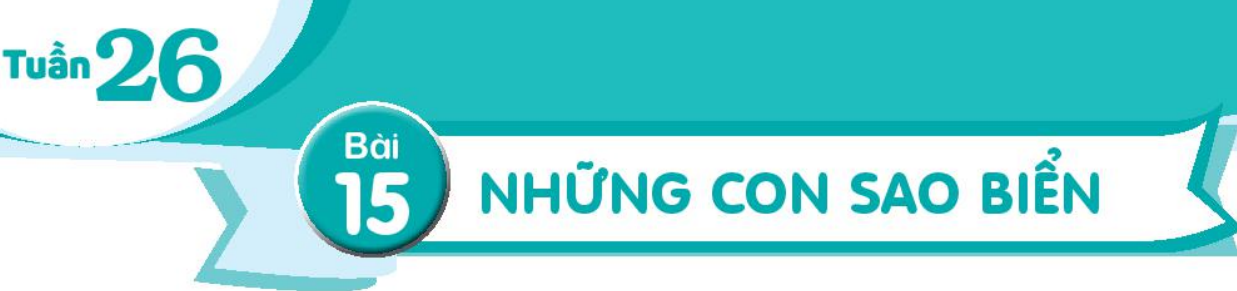 Tuần 26
Bài
15
NHỮNG CON SAO BIỂN